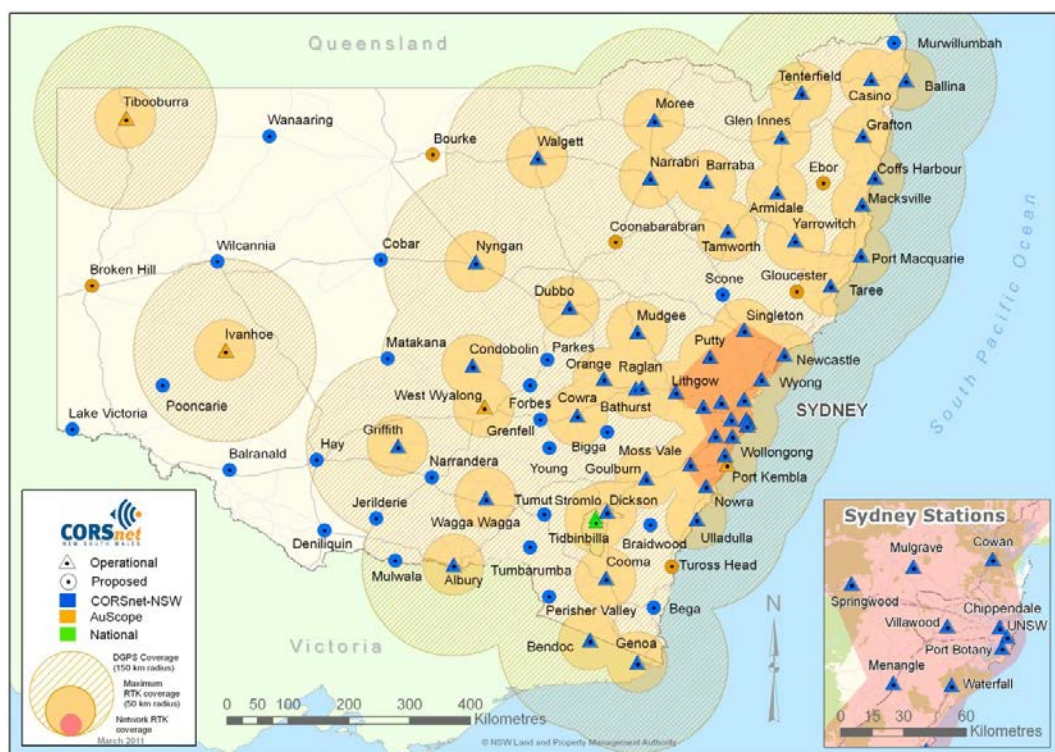 Queensland
Murwillumbah
Tibooburra
Tenterfield
Casino
Ballina
Wanaaring
Moree
Bourke
Glen Innes
Grafton
Walgett
Narrabri
Barraba
Ebor
Coffs Harbour
Armidale
Macksville
Coonabarabran
Wilcannia
Cobar
Nyngan
Tamworth
Yarrowitch
Broken Hill
Scone
Gloucester
Port Macquarie
Dubbo
Taree
Mudgee
Singleton
Ivanhoe
Matakana
Parkes
Putty
Condobolin
Orange
Raglan
Newcastle
Lithgow
Wyong
West Wyalong
Forbes
Cowra
Bathurst
SYDNEY
Pooncarie
Grenfell
Lake Victoria
Griffith
Bigga
Moss Vale
Wollongong
Hay
Balranald
Narrandera
Young
Goulburn
Port Kembla
Jerilderie
Tumut
Stromlo
Dickson
Nowra
Wagga Wagga
Tidbinbilla
Ulladulla
Deniliquin
Braidwood
Mulwala
Albury
Tumbarumba
Cooma
Tuross Head
Perisher Valley
Bega
Victoria
Bendoc
Genoa
South Pacific Ocean
N
CORSnet
NEW SOUTH WALES
Operational
Proposed
CORSnet-NSW
AuScope
National
DGPS Coverage
(150 km radius)
Maximum
RTK coverage
(50 km radius)
Network RTK
coverage
March 2011
0 50 100 200 300 400
Kilometres
© NSW Land and Property Management Authority
Sydney Stations
Mulgrave
Cowan
Springwood
Chippendale
Villawood
UNSW
Port Botany
Menangle
Waterfall
0 15 30 60
Kilometres